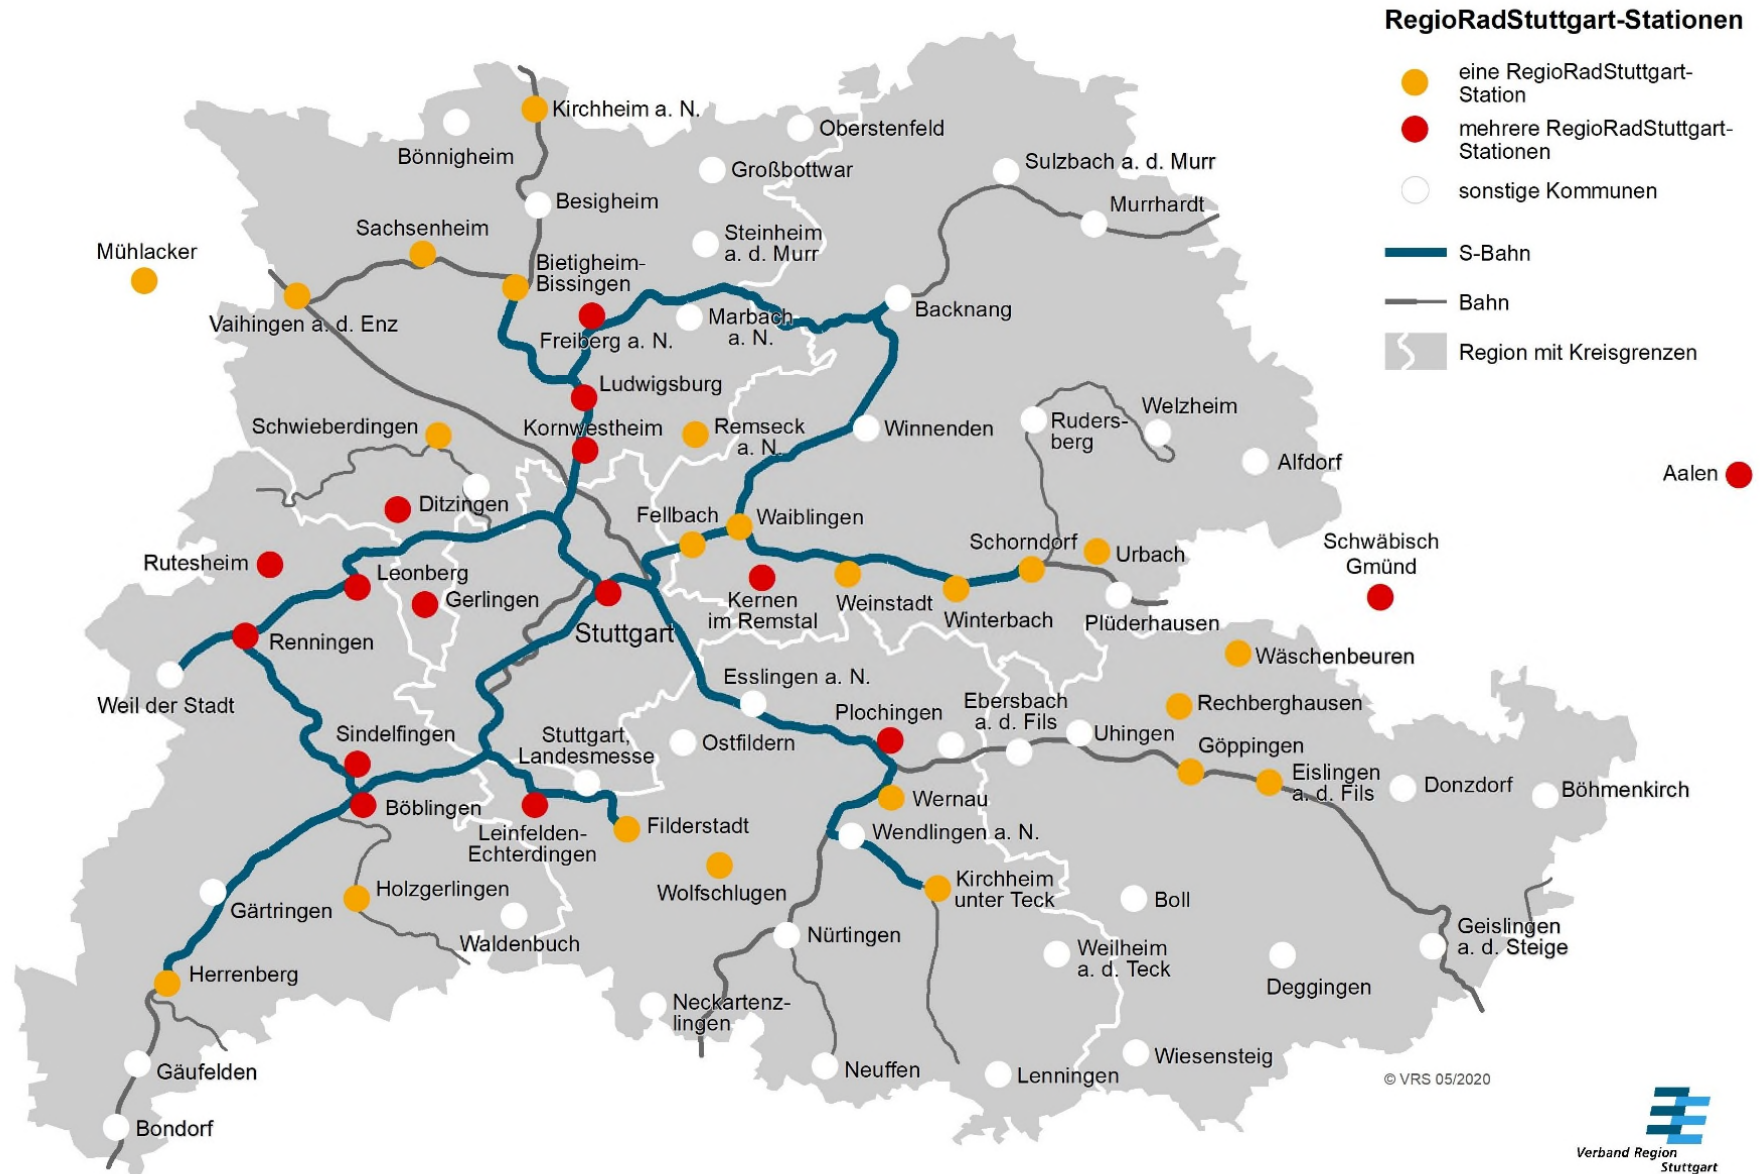 RegioRadStuttgart-Stationen
eine RegioRadStuttgart-
Station
mehrere RegioRadStuttgart-
Stationen
sonstige Kommunen
S-Bahn
Bahn
Region mit Kreisgrenzen
Kirchheim a. N.
Bönnigheim
Oberstenfeld
Großbottwar
Sulzbach a. d. Murr
Murrhardt
Besigheim
Sachsenheim
Steinheim
a. d. Murr
Mühlacker
Bietigheim-
Bissingen
Vaihingen a. d. Enz
Freiberg a. N.
Marbach
a. N.
Backnang
Ludwigsburg
Schwieberdingen
Kornwestheim
Remseck
a. N.
Winnenden
Ruders-
berg
Welzheim
Alfdorf
Aalen
Ditzingen
Fellbach
Waiblingen
Schorndorf
Urbach
Schwäbisch
Gmünd
Rutesheim
Leonberg
Gerlingen
Kernen
im Remstal
Weinstadt
Winterbach
Plüderhausen
Stuttgart
Renningen
Wäschenbeuren
Weil der Stadt
Esslingen a. N.
Plochingen
Ebersbach
a. d. Fils
Rechberghausen
Sindelfingen
Stuttgart,
Landesmesse
Ostfildern
Uhingen
Göppingen
Eislingen
a. d. Fils
Donzdorf
Böhmenkirch
Böblingen
Leinfelden-
Echterdingen
Filderstadt
Wernau
Wendlingen a. N.
Wolfschlugen
Kirchheim
unter Teck
Holzgerlingen
Gärtringen
Waldenbuch
Nürtingen
Boll
Weilheim
a. d. Teck
Geislingen
a. d. Steige
Deggingen
Herrenberg
Neckartenz-
lingen
Gäufelden
Neuffen
Lenningen
Wiesensteig
Bondorf
© VRS 05/2020
Verband Region
Stuttgart